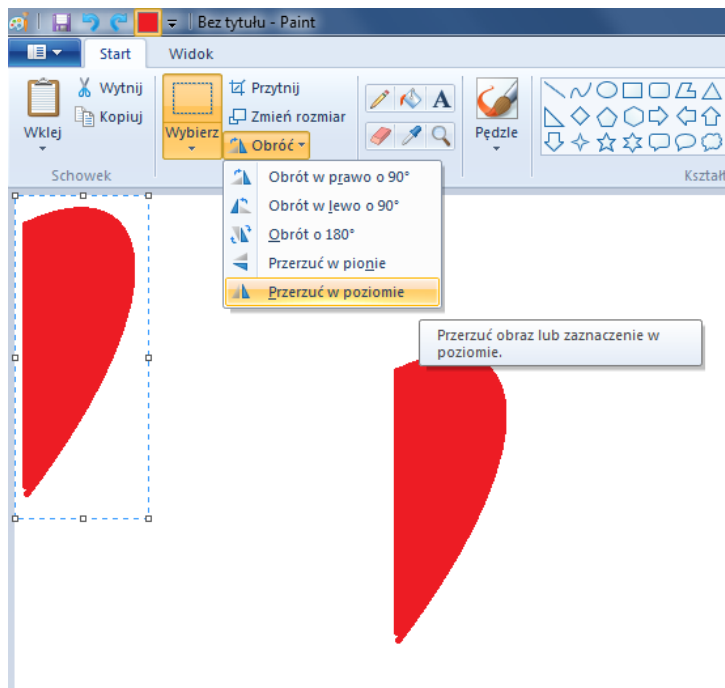 Bez tytułu - Paint
Start Widok
Wklej
Wytnij
Kopiuj
Schowek
Wybierz
Przytnij
Zmień rozmiar
Obróć
A
Pędzle
Kształ
Obrót w prawo o 90°
Obrót w lewo o 90°
Obrót o 180°
Przerzuć w pionie
Przerzuć w poziomie
Przerzuć obraz lub zaznaczenie w
poziomie.